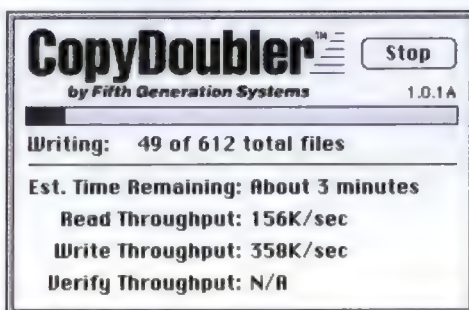 CopyDoubler™ Stop
by Fifth Generation Systems 1.0.1A
Writing: 49 of 612 total files
Est. Time Remaining: About 3 minutes
Read Throughput: 156K/sec
Write Throughput: 358K/sec
Verify Throughput: N/A